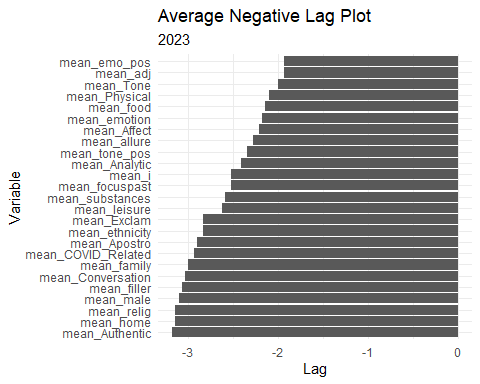 Average Negative Lag Plot
2023
Variable
mean_emo_pos
mean_adj
mean_Tone
mean_Physical
mean_food
mean_emotion
mean_Affect
mean_allure
mean_tone_pos
mean_Analytic
mean_i
mean_focuspast
mean_substances
mean_leisure
mean_Exclam
mean_ethnicity
mean_Apostro
mean_COVID_Related
mean_family
mean_Conversation
mean_filler
mean_male
mean_relig
mean_home
mean_Authentic
-3 -2 -1 0
Lag